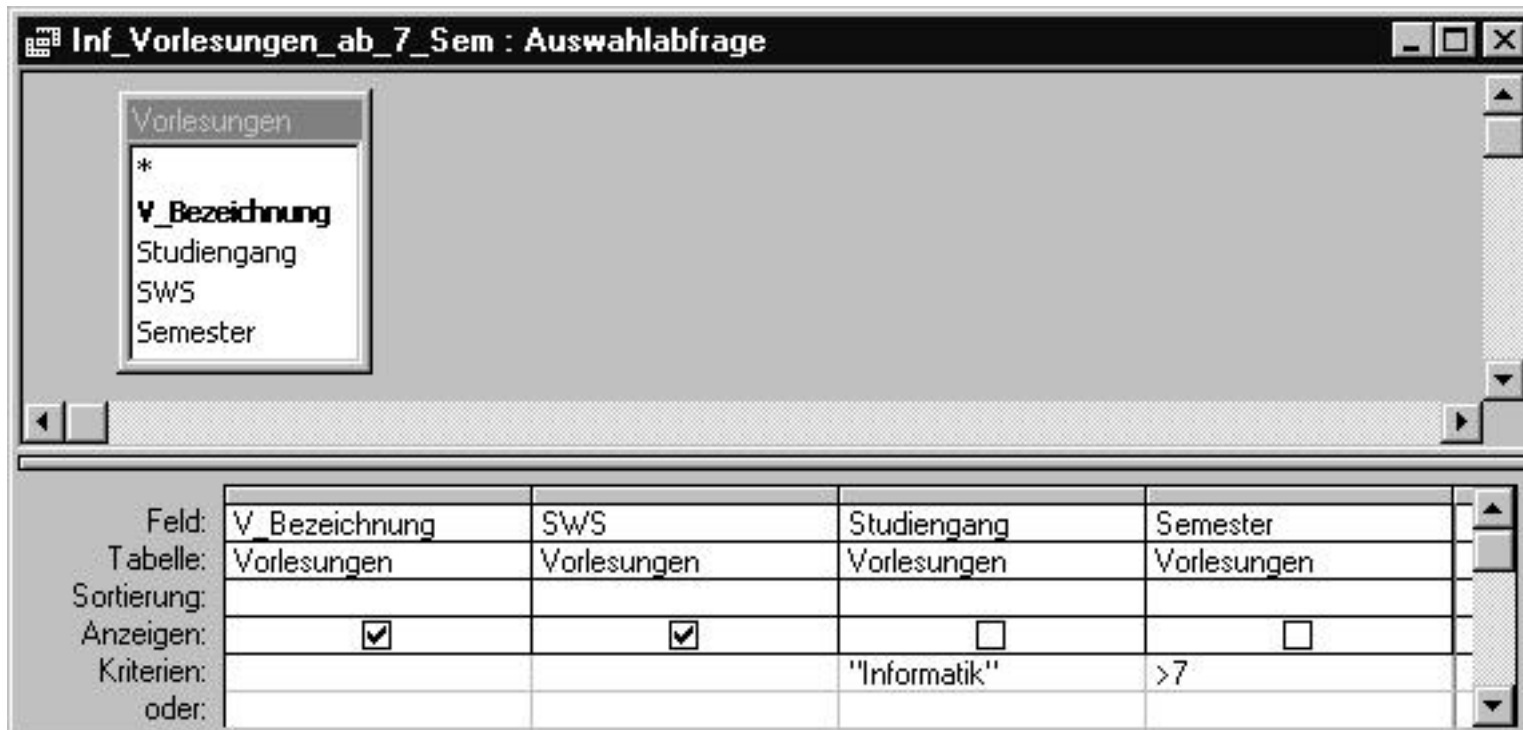 Inf_Vorlesungen_ab_7_Sem : Auswahlabfrage
Vorlesungen
*
V_Bezeichnung
Studiengang
SWS
Semester
Feld: V_Bezeichnung SWS Studiengang Semester
Tabelle: Vorlesungen Vorlesungen Vorlesungen Vorlesungen
Sortierung:
Anzeigen:
Kriterien: "Informatik" >7
oder: